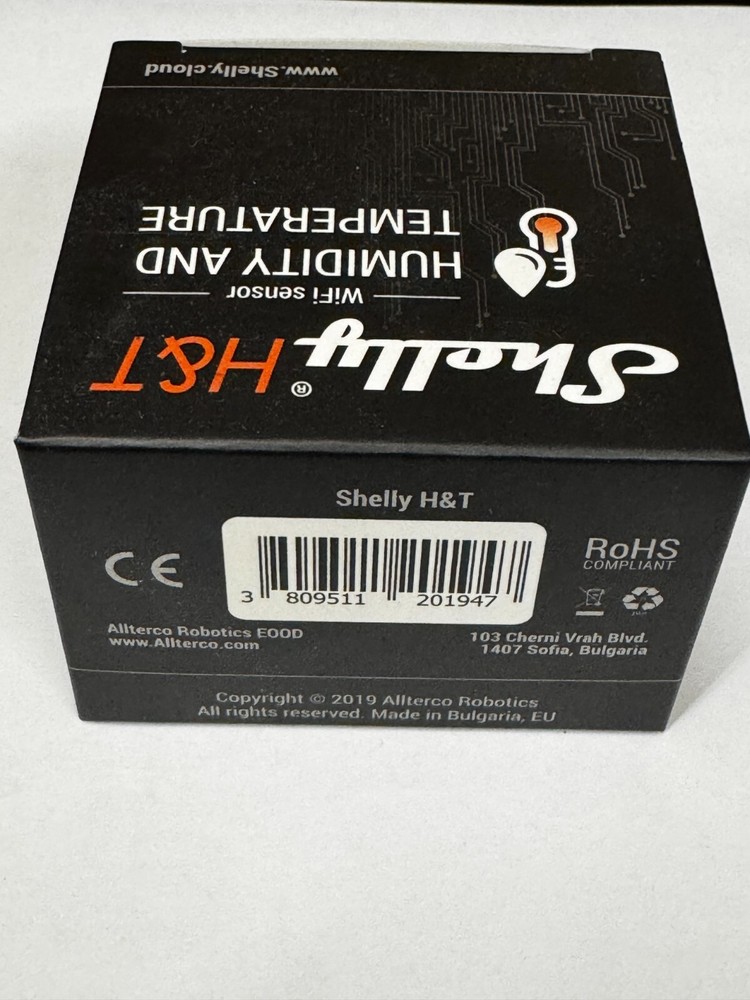 www.Shelly.cloud
HUMIDITY AND
TEMPERATURE
WiFi sensor
Shelly® H&T
Shelly H&T
CE
3 809511 201947
RoHS
COMPLIANT
Allterco Robotics EOOD
www.Allterco.com
103 Cherni Vrah Blvd.
1407 Sofia, Bulgaria
Copyright © 2019 Allterco Robotics
All rights reserved. Made in Bulgaria, EU